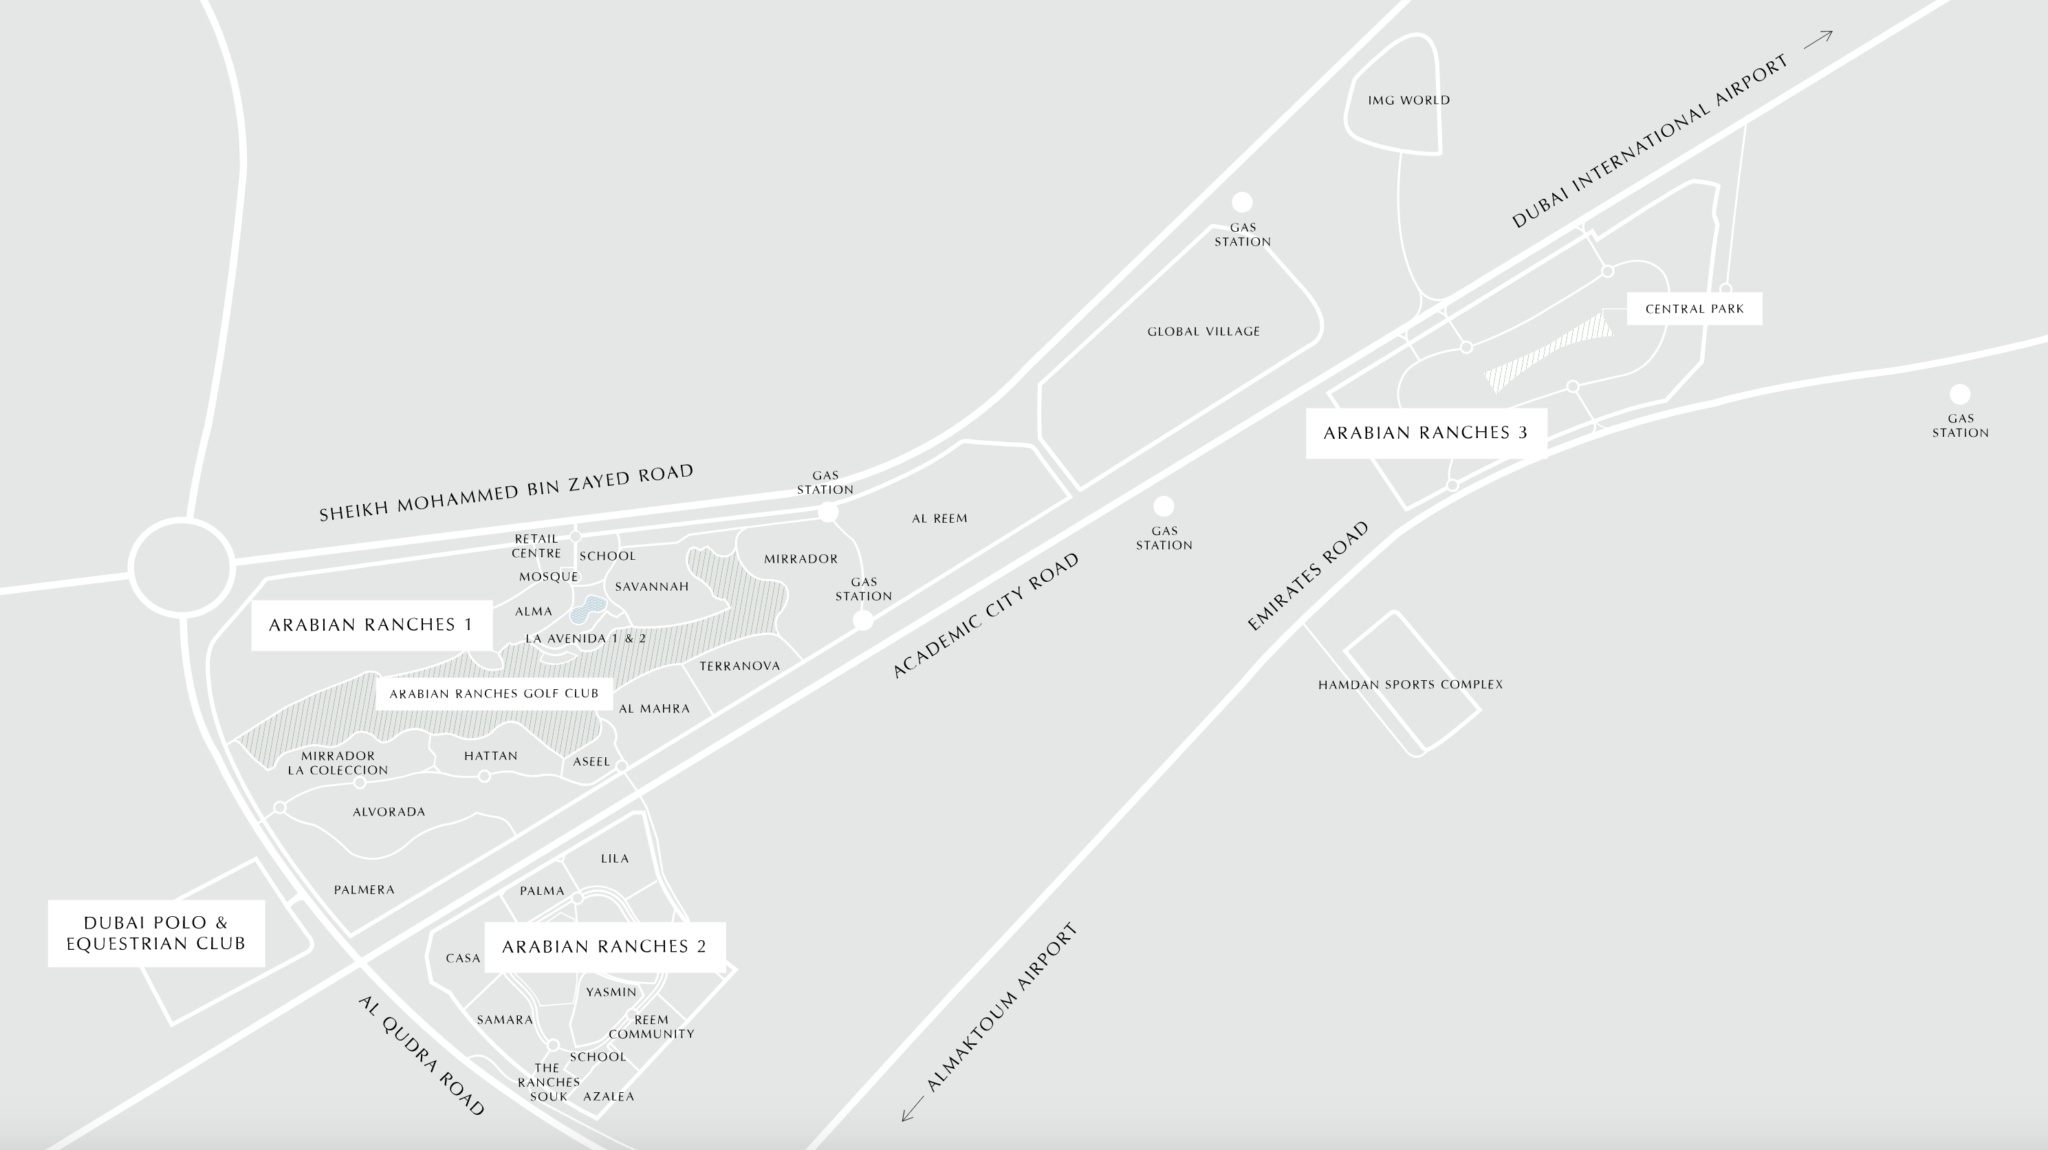 IMG WORLD
DUBAI INTERNATIONAL AIRPORT
GAS
STATION
GLOBAL VILLAGE
CENTRAL PARK
ARABIAN RANCHES 3
GAS
STATION
SHEIKH MOHAMMED BIN ZAYED ROAD
GAS
STATION
AL REEM
GAS
STATION
RETAIL
CENTRE
SCHOOL
MIRRADOR
MOSQUE
SAVANNAH
GAS
STATION
ALMA
ARABIAN RANCHES 1
LA AVENIDA 1 & 2
ACADEMIC CITY ROAD
EMIRATES ROAD
TERRANOVA
HAMDAN SPORTS COMPLEX
ARABIAN RANCHES GOLF CLUB
AL MAHRA
MIRRADOR
LA COLECCION
HATTAN
ASEEL
ALVORADA
LILA
PALMERA
PALMA
DUBAI POLO &
EQUESTRIAN CLUB
ARABIAN RANCHES 2
CASA
YASMIN
SAMARA
REEM
COMMUNITY
AL QUDRA ROAD
SCHOOL
THE
RANCHES
SOUK
AZALEA
ALMAKTOUM AIRPORT